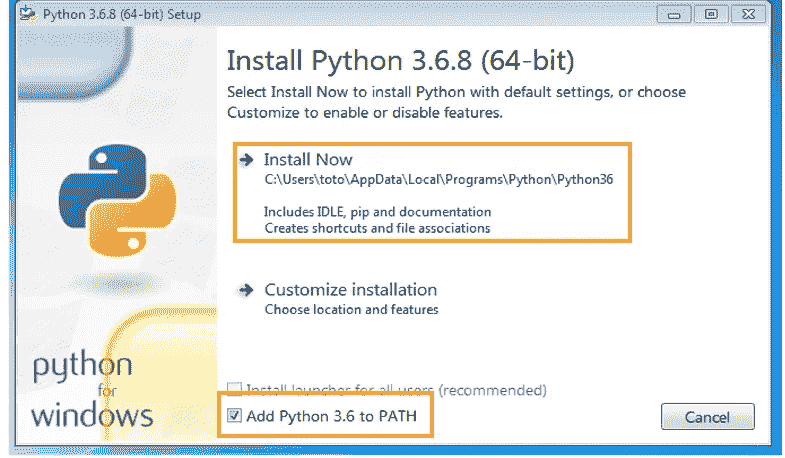 Python 3.6.8 (64-bit) Setup
Install Python 3.6.8 (64-bit)
Select Install Now to install Python with default settings, or choose
Customize to enable or disable features.
Install Now
C:\Users\toto\AppData\Local\Programs\Python\Python36
Includes IDLE, pip and documentation
Creates shortcuts and file associations
Customize installation
Choose location and features
python
for
windows
Install launcher for all users (recommended)
Add Python 3.6 to PATH
Cancel